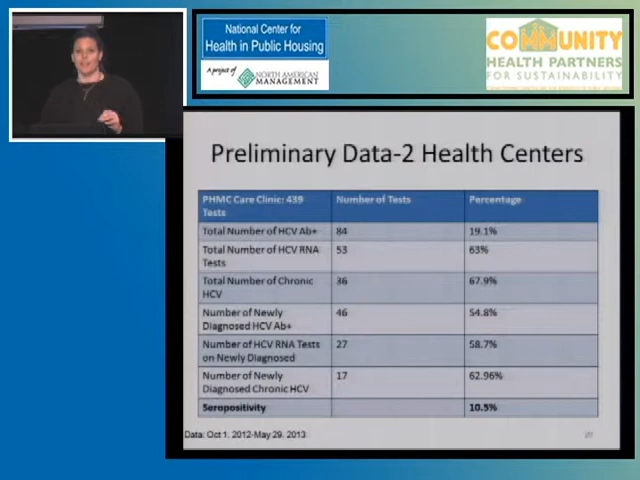 National Center for
Health in Public Housing
A project of
NORTH AMERICAN
MANAGEMENT
COMMUNITY
HEALTH PARTNERS
FOR SUSTAINABILITY
Preliminary Data-2 Health Centers
PHMC Care Clinic: 439 Tests Number of Tests Percentage
Total Number of HCV Ab+ 84 19.1%
Total Number of HCV RNA Tests 53 63%
Total Number of Chronic HCV 36 67.9%
Number of Newly Diagnosed HCV Ab+ 46 54.8%
Number of HCV RNA Tests on Newly Diagnosed 27 58.7%
Number of Newly Diagnosed Chronic HCV 17 62.96%
Seropositivity 10.5%
Data: Oct 1. 2012-May 29. 2013